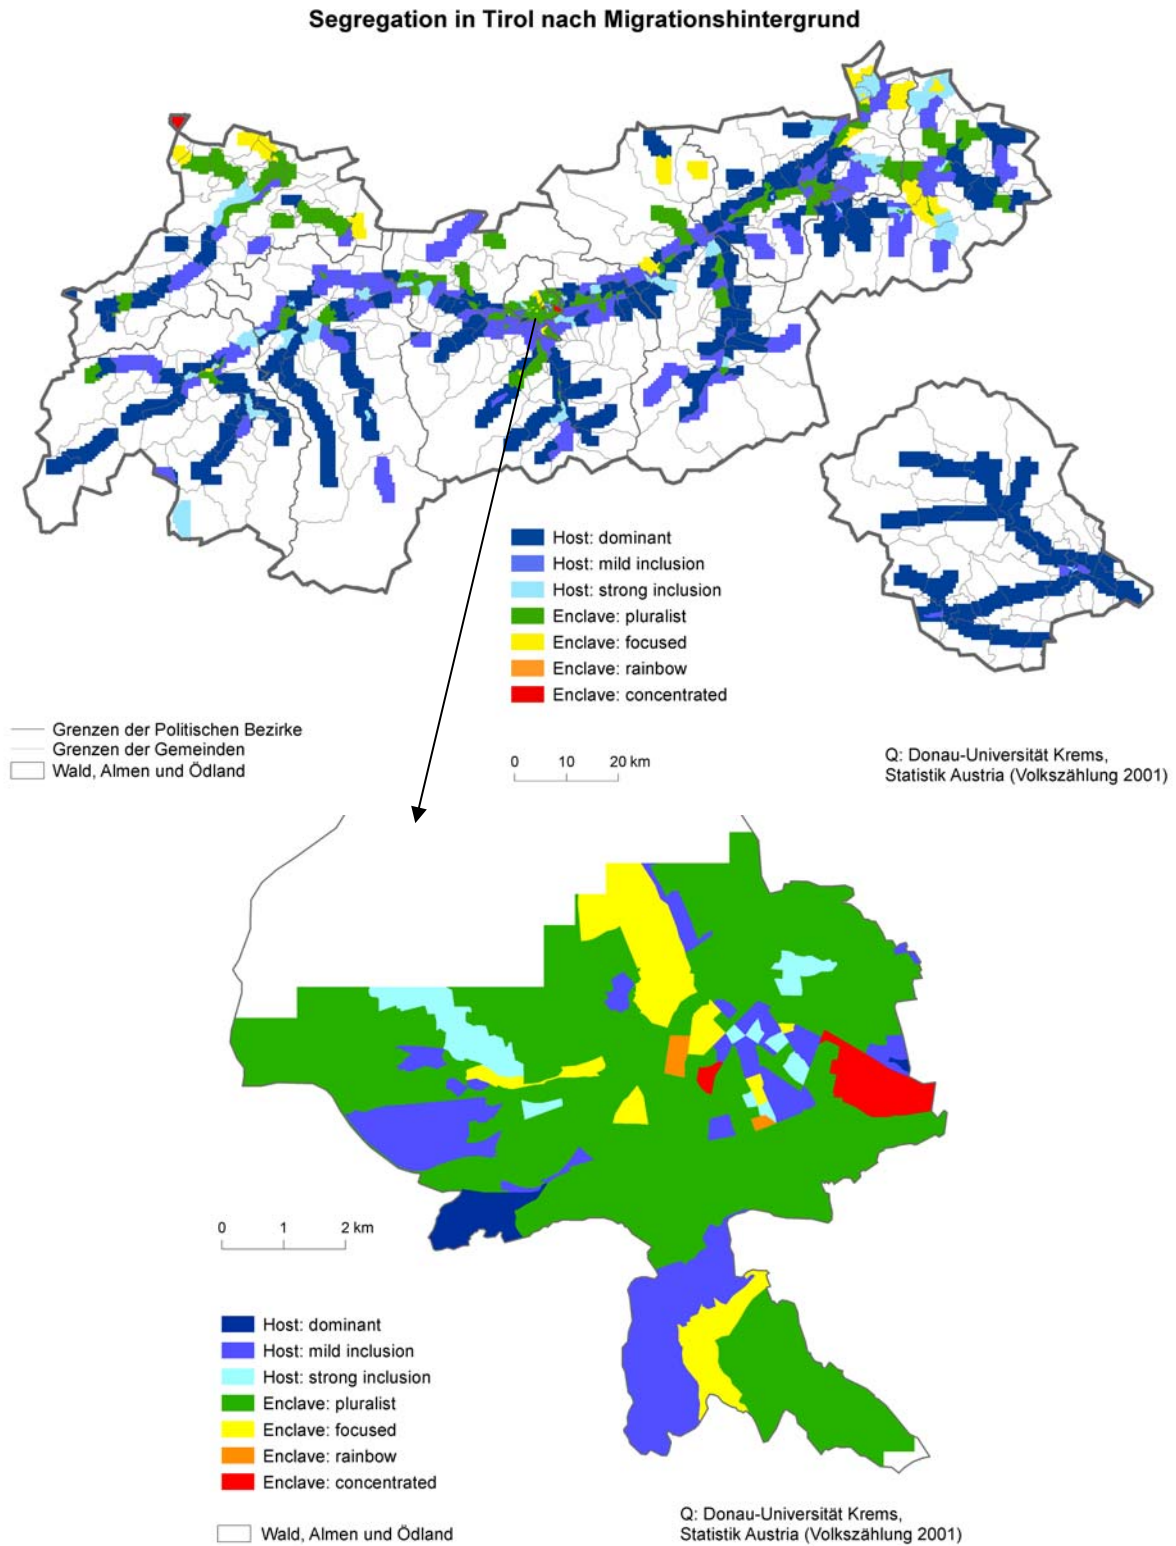 Segregation in Tirol nach Migrationshintergrund
Host: dominant
Host: mild inclusion
Host: strong inclusion
Enclave: pluralist
Enclave: focused
Enclave: rainbow
Enclave: concentrated
Grenzen der Politischen Bezirke
Grenzen der Gemeinden
Wald, Almen und Ödland
0 10 20 km
Q: Donau-Universität Krems,
Statistik Austria (Volkszählung 2001)
0 1 2 km
Host: dominant
Host: mild inclusion
Host: strong inclusion
Enclave: pluralist
Enclave: focused
Enclave: rainbow
Enclave: concentrated
Wald, Almen und Ödland
Q: Donau-Universität Krems,
Statistik Austria (Volkszählung 2001)